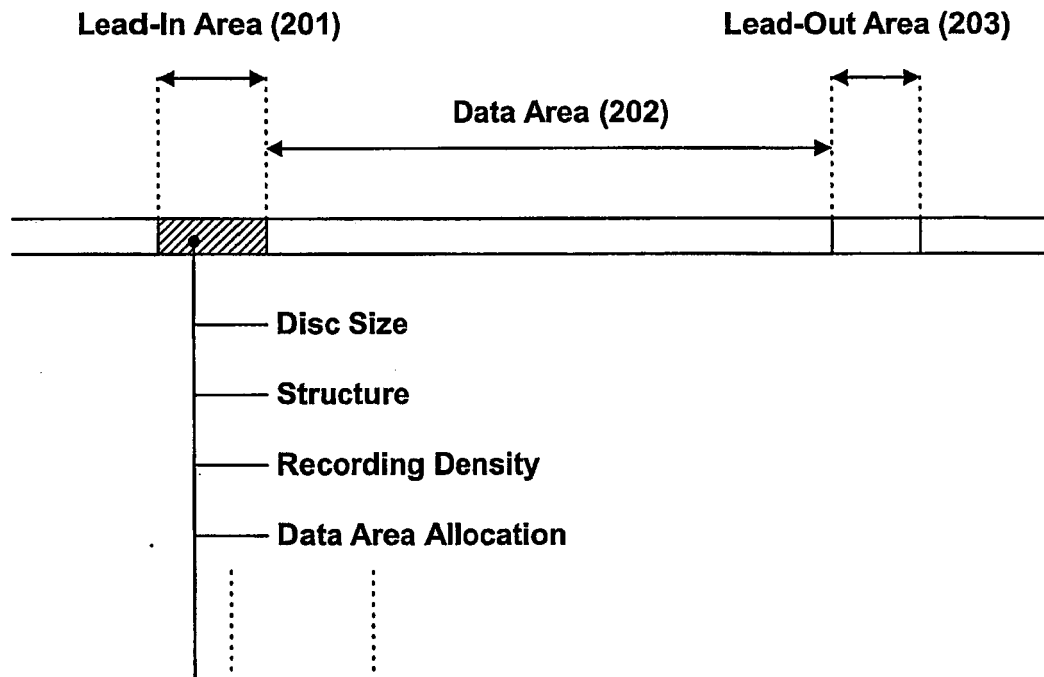 Lead-In Area (201)
Lead-Out Area (203)
Data Area (202)
Disc Size
Structure
Recording Density
Data Area Allocation